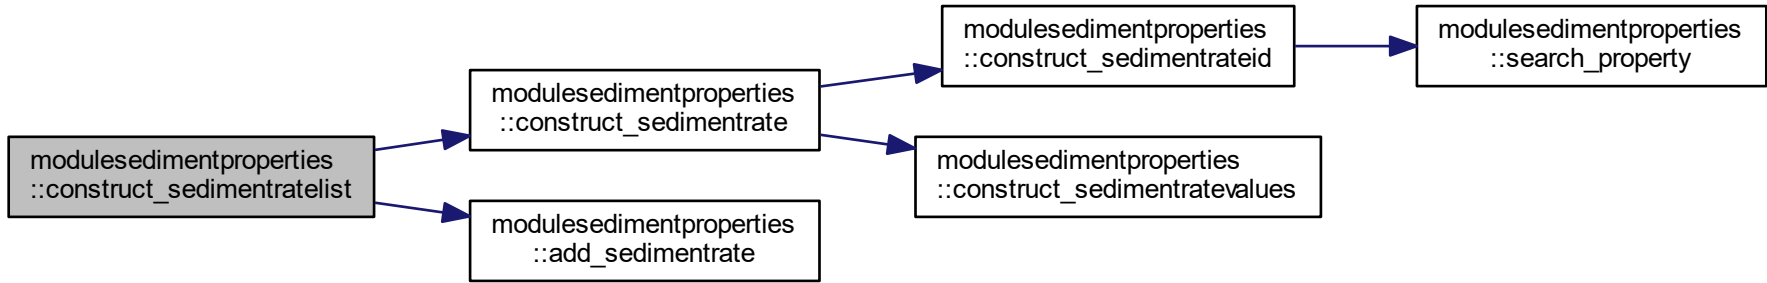 modulesedimentproperties
::construct_sedimentratelist
modulesedimentproperties
::construct_sedimentrate
modulesedimentproperties
::add_sedimentrate
modulesedimentproperties
::construct_sedimentrateid
modulesedimentproperties
::construct_sedimentratevalues
modulesedimentproperties
::search_property